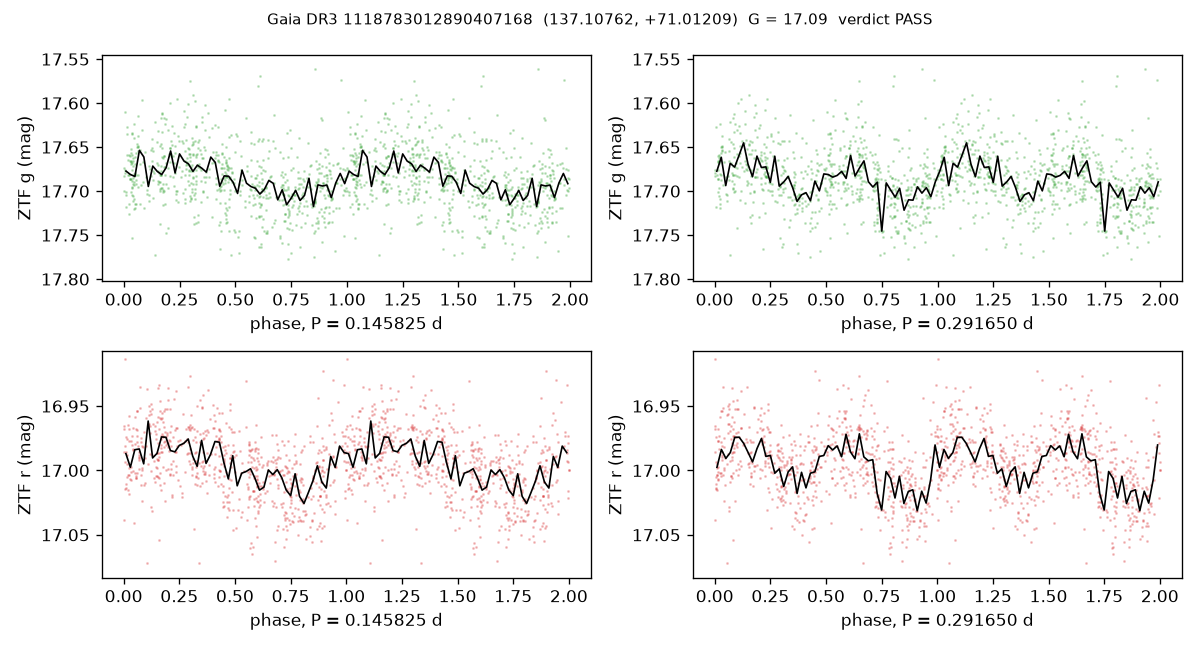 Gaia DR3 1118783012890407168 (137.10762, +71.01209) G = 17.09 verdict PASS
ZTF g (mag)
17.55
17.60
17.65
17.70
17.75
17.80
0.00 0.25 0.50 0.75 1.00 1.25 1.50 1.75 2.00
phase, P = 0.145825 d
ZTF g (mag)
17.55
17.60
17.65
17.70
17.75
17.80
0.00 0.25 0.50 0.75 1.00 1.25 1.50 1.75 2.00
phase, P = 0.291650 d
ZTF r (mag)
16.95
17.00
17.05
0.00 0.25 0.50 0.75 1.00 1.25 1.50 1.75 2.00
phase, P = 0.145825 d
ZTF r (mag)
16.95
17.00
17.05
0.00 0.25 0.50 0.75 1.00 1.25 1.50 1.75 2.00
phase, P = 0.291650 d